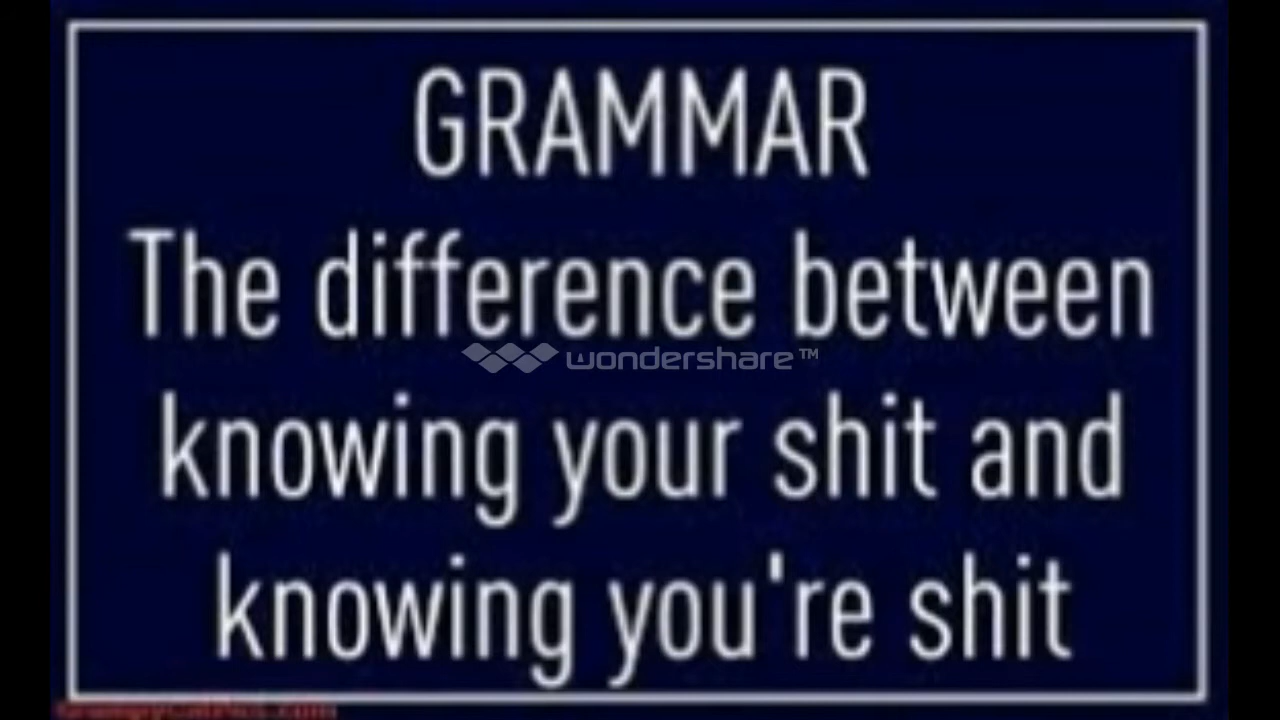 GRAMMAR
The difference between
wondershare™
knowing your shit and
knowing you're shit